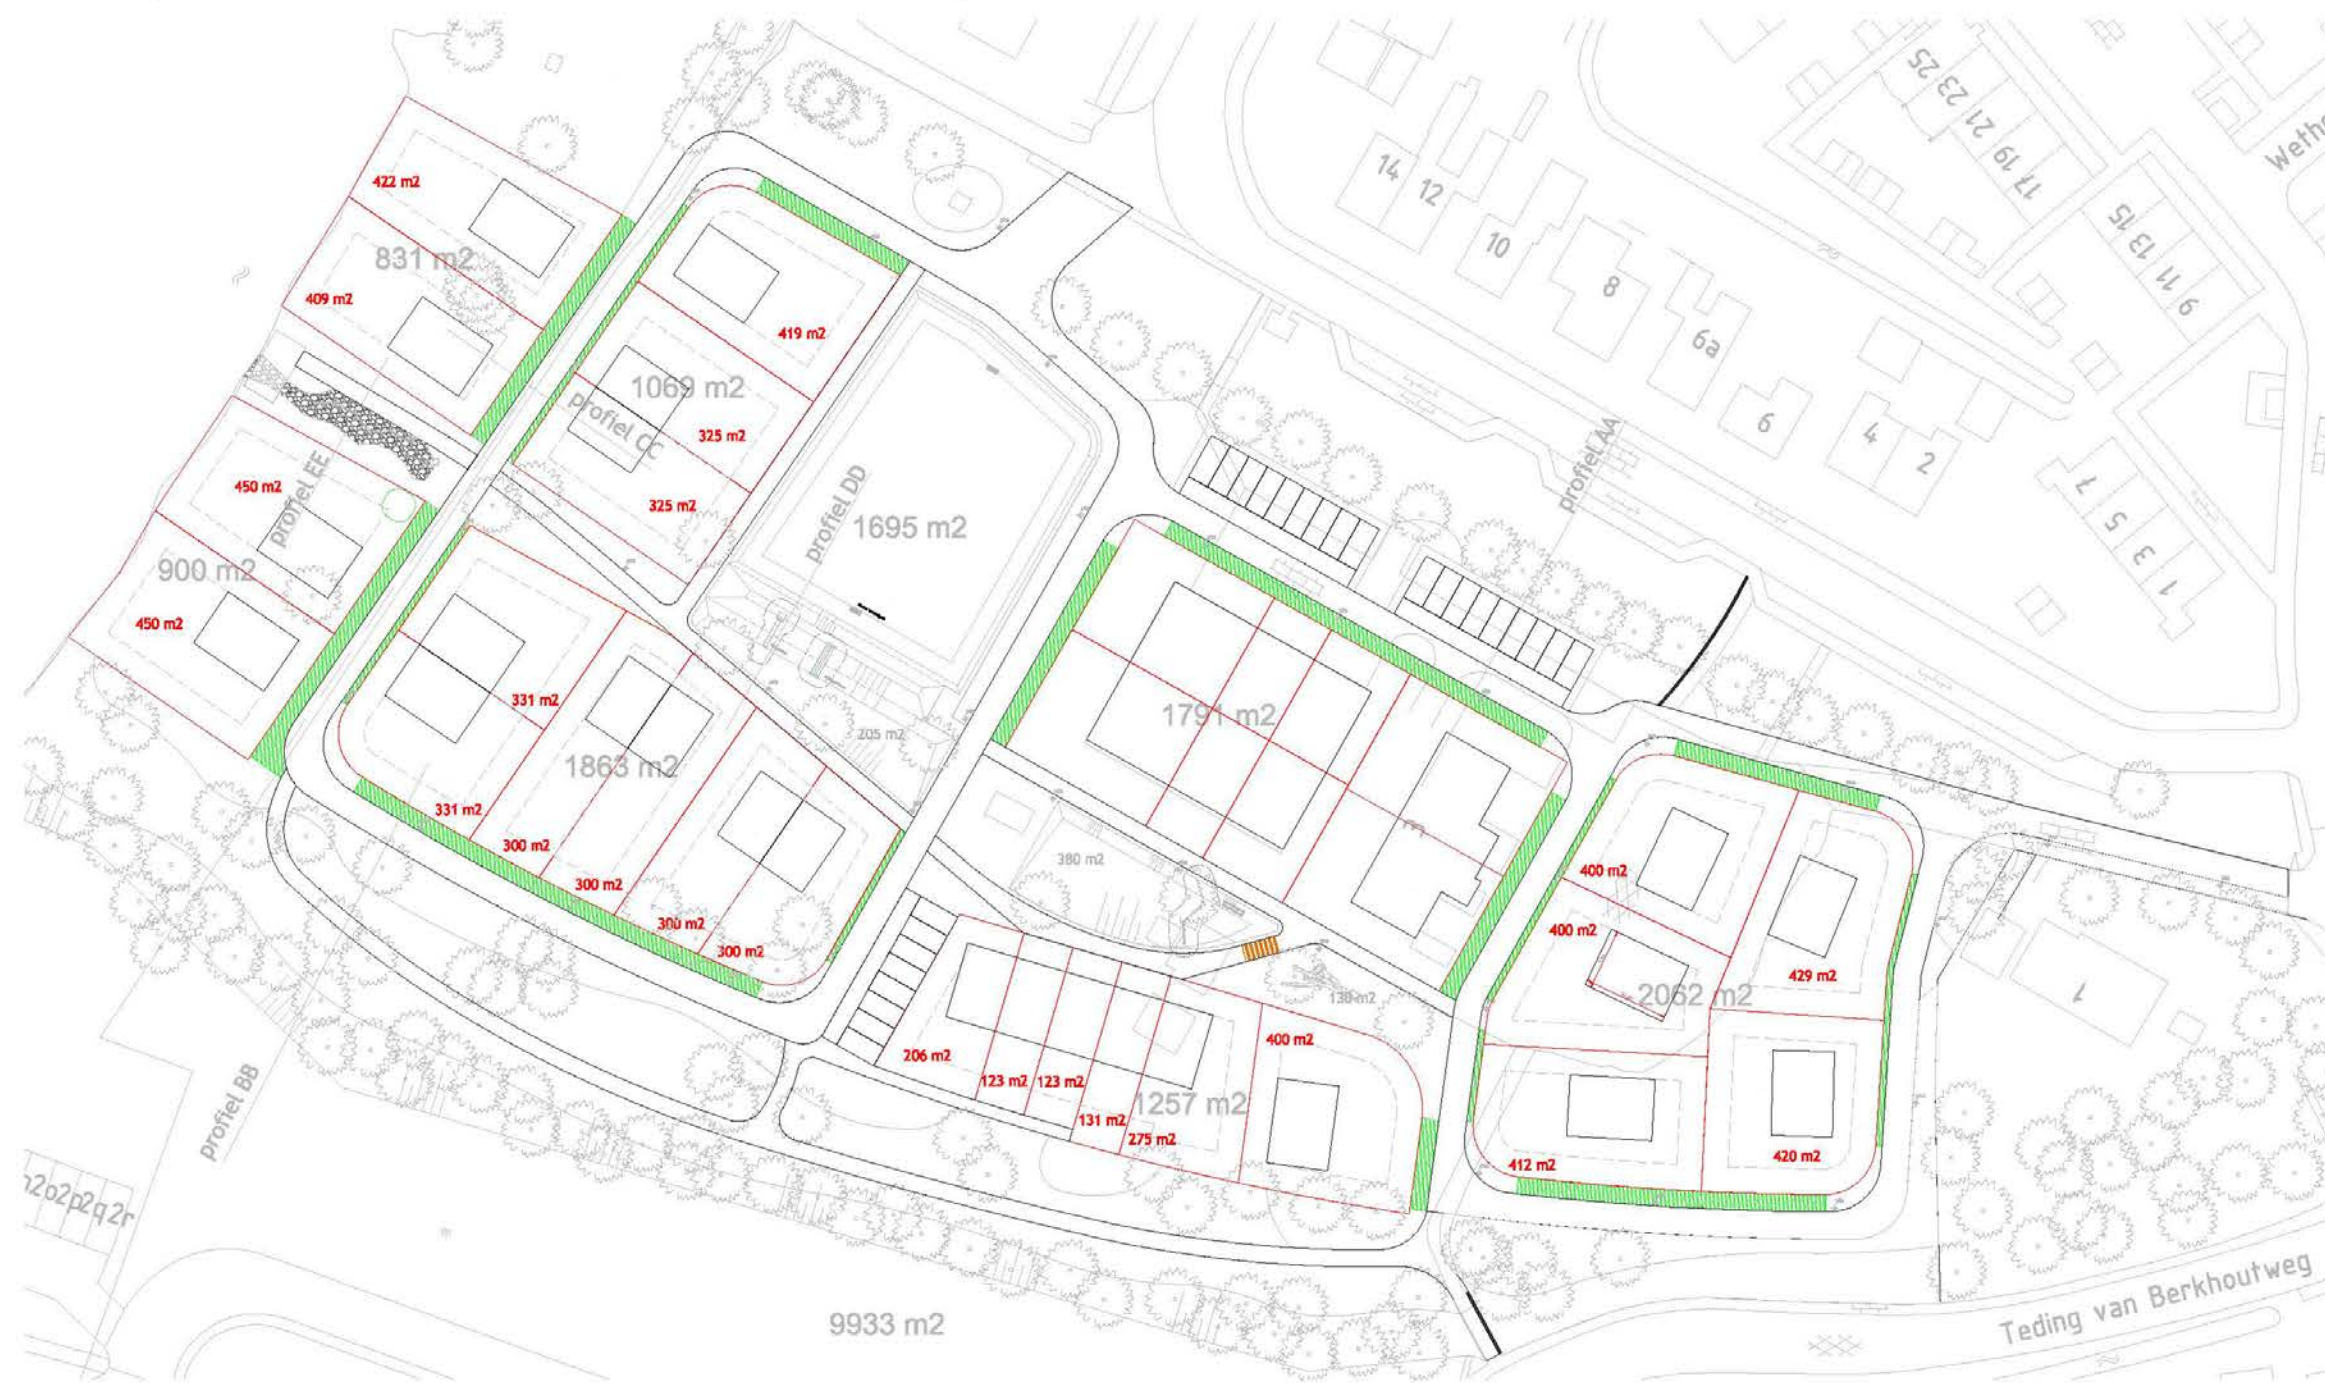 422 m2
831 m2
409 m2
450 m2
profiel EE
900 m2
450 m2
419 m2
1069 m2
profiel CC
325 m2
325 m2
profiel DD
1695 m2
205 m2
331 m2
1863 m2
331 m2
300 m2
300 m2
300 m2
300 m2
profiel BB
14
12
10
8
6a
6
4
2
profiel AA
25
23
21
19
17
15
13
11
9
7
5
3
1
1791 m2
3
380 m2
130 m2
206 m2
123 m2
123 m2
131 m2
275 m2
1257 m2
400 m2
400 m2
400 m2
429 m2
2062 m2
412 m2
420 m2
1
2o2p2q2r
9933 m2
Teding van Berkhoutweg